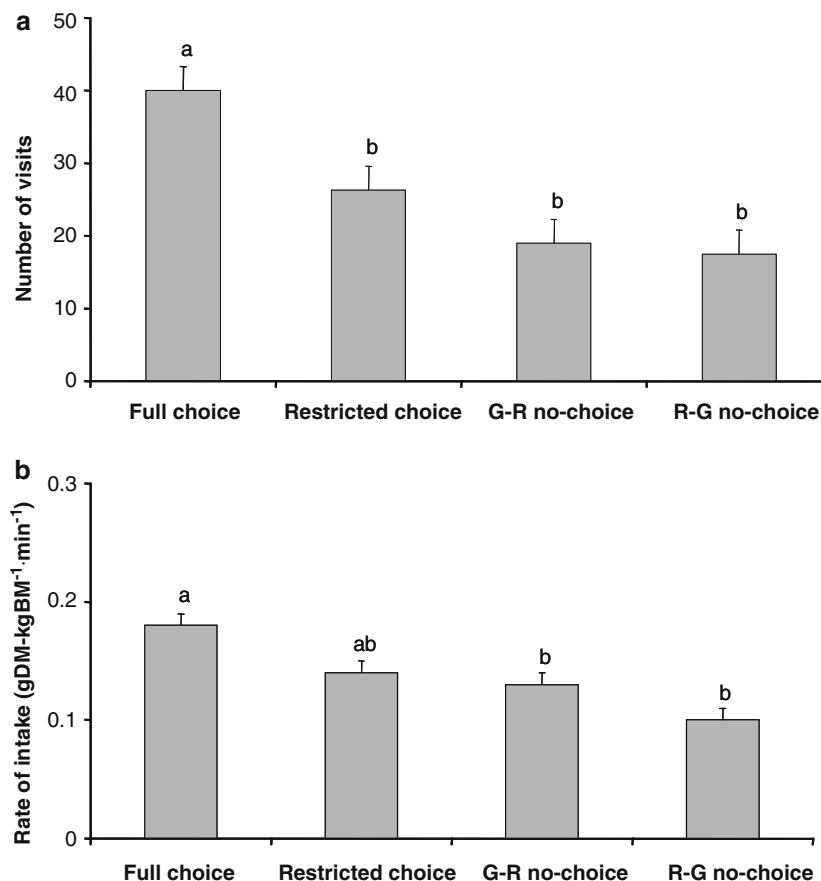 a
50
40
30
20
10
0
Number of visits
a
b
b
b
Full choice Restricted choice G-R no-choice R-G no-choice
b
0.3
0.2
0.1
0
Rate of intake (gDM-kgBM⁻¹·min⁻¹)
a
ab
b
b
Full choice Restricted choice G-R no-choice R-G no-choice